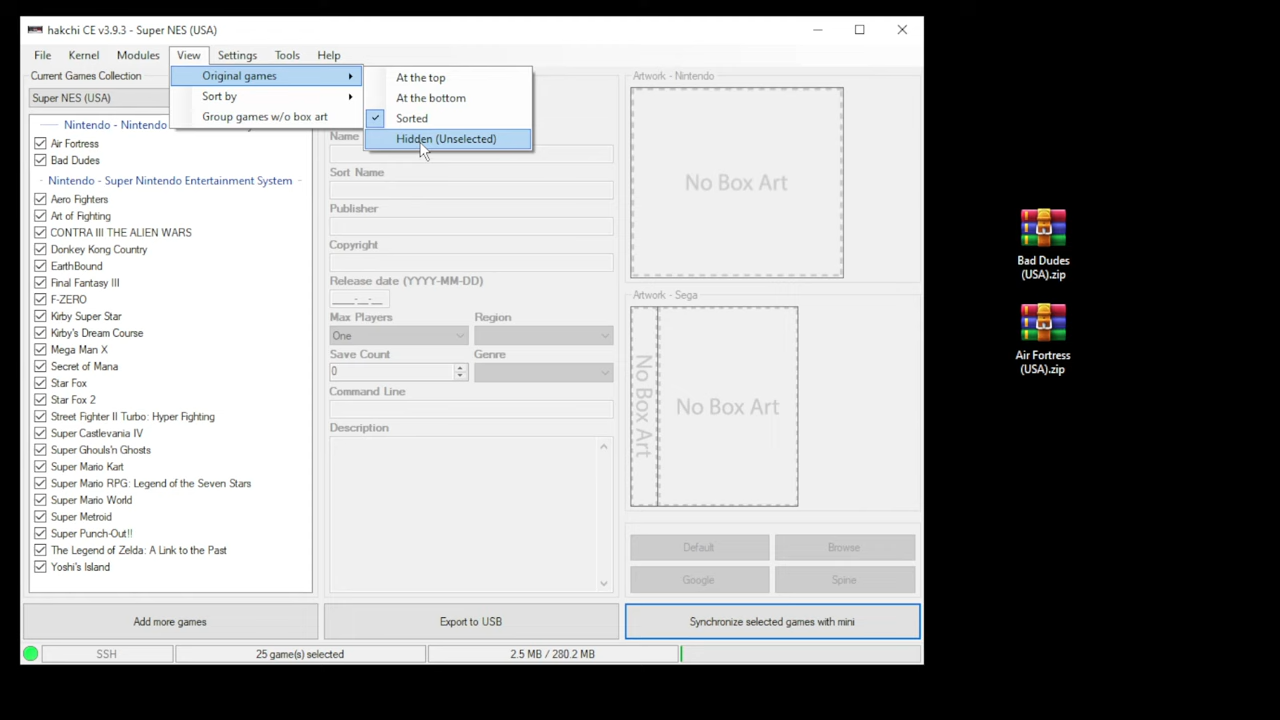 hakchi CE v3.9.3 - Super NES (USA)
File Kernel Modules View Settings Tools Help
Current Games Collection
Super NES (USA)
Original games
Sort by
Group games w/o box art
At the top
At the bottom
Sorted
Hidden (Unselected)
Nintendo - Ninten
Air Fortress
Bad Dudes
Nintendo - Super Nintendo Entertainment System
Aero Fighters
Art of Fighting
CONTRA III THE ALIEN WARS
Donkey Kong Country
EarthBound
Final Fantasy III
F-ZERO
Kirby Super Star
Kirby's Dream Course
Mega Man X
Secret of Mana
Star Fox
Star Fox 2
Street Fighter II Turbo: Hyper Fighting
Super Castlevania IV
Super Ghouls'n Ghosts
Super Mario Kart
Super Mario RPG: Legend of the Seven Stars
Super Mario World
Super Metroid
Super Punch-Out!!
The Legend of Zelda: A Link to the Past
Yoshi's Island
Name
Sort Name
Publisher
Copyright
Release date (YYYY-MM-DD)
____-__-__
Max Players Region
One
Save Count Genre
0
Command Line
Description
Artwork - Nintendo
No Box Art
Artwork - Sega
No Box Art
No Box Art
Default Browse
Google Spine
Add more games Export to USB Synchronize selected games with mini
SSH 25 game(s) selected 2.5 MB / 280.2 MB
Bad Dudes
(USA).zip
Air Fortress
(USA).zip